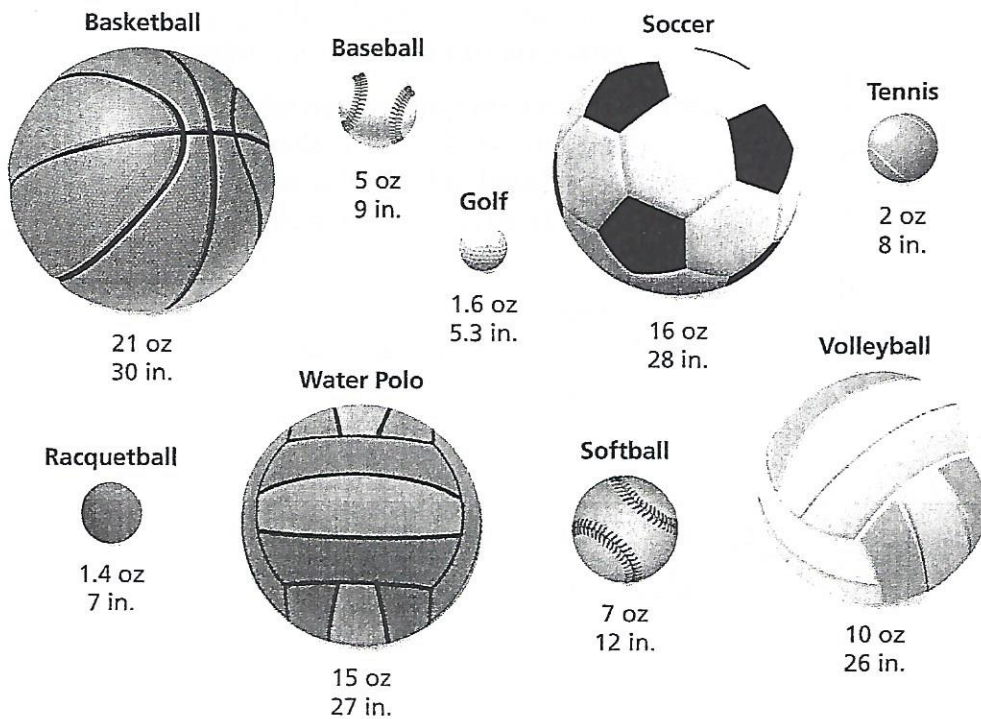 Basketball
21 oz
30 in.
Baseball
5 oz
9 in.
Golf
1.6 oz
5.3 in.
Soccer
16 oz
28 in.
Tennis
2 oz
8 in.
Racquetball
1.4 oz
7 in.
Water Polo
15 oz
27 in.
Softball
7 oz
12 in.
Volleyball
10 oz
26 in.